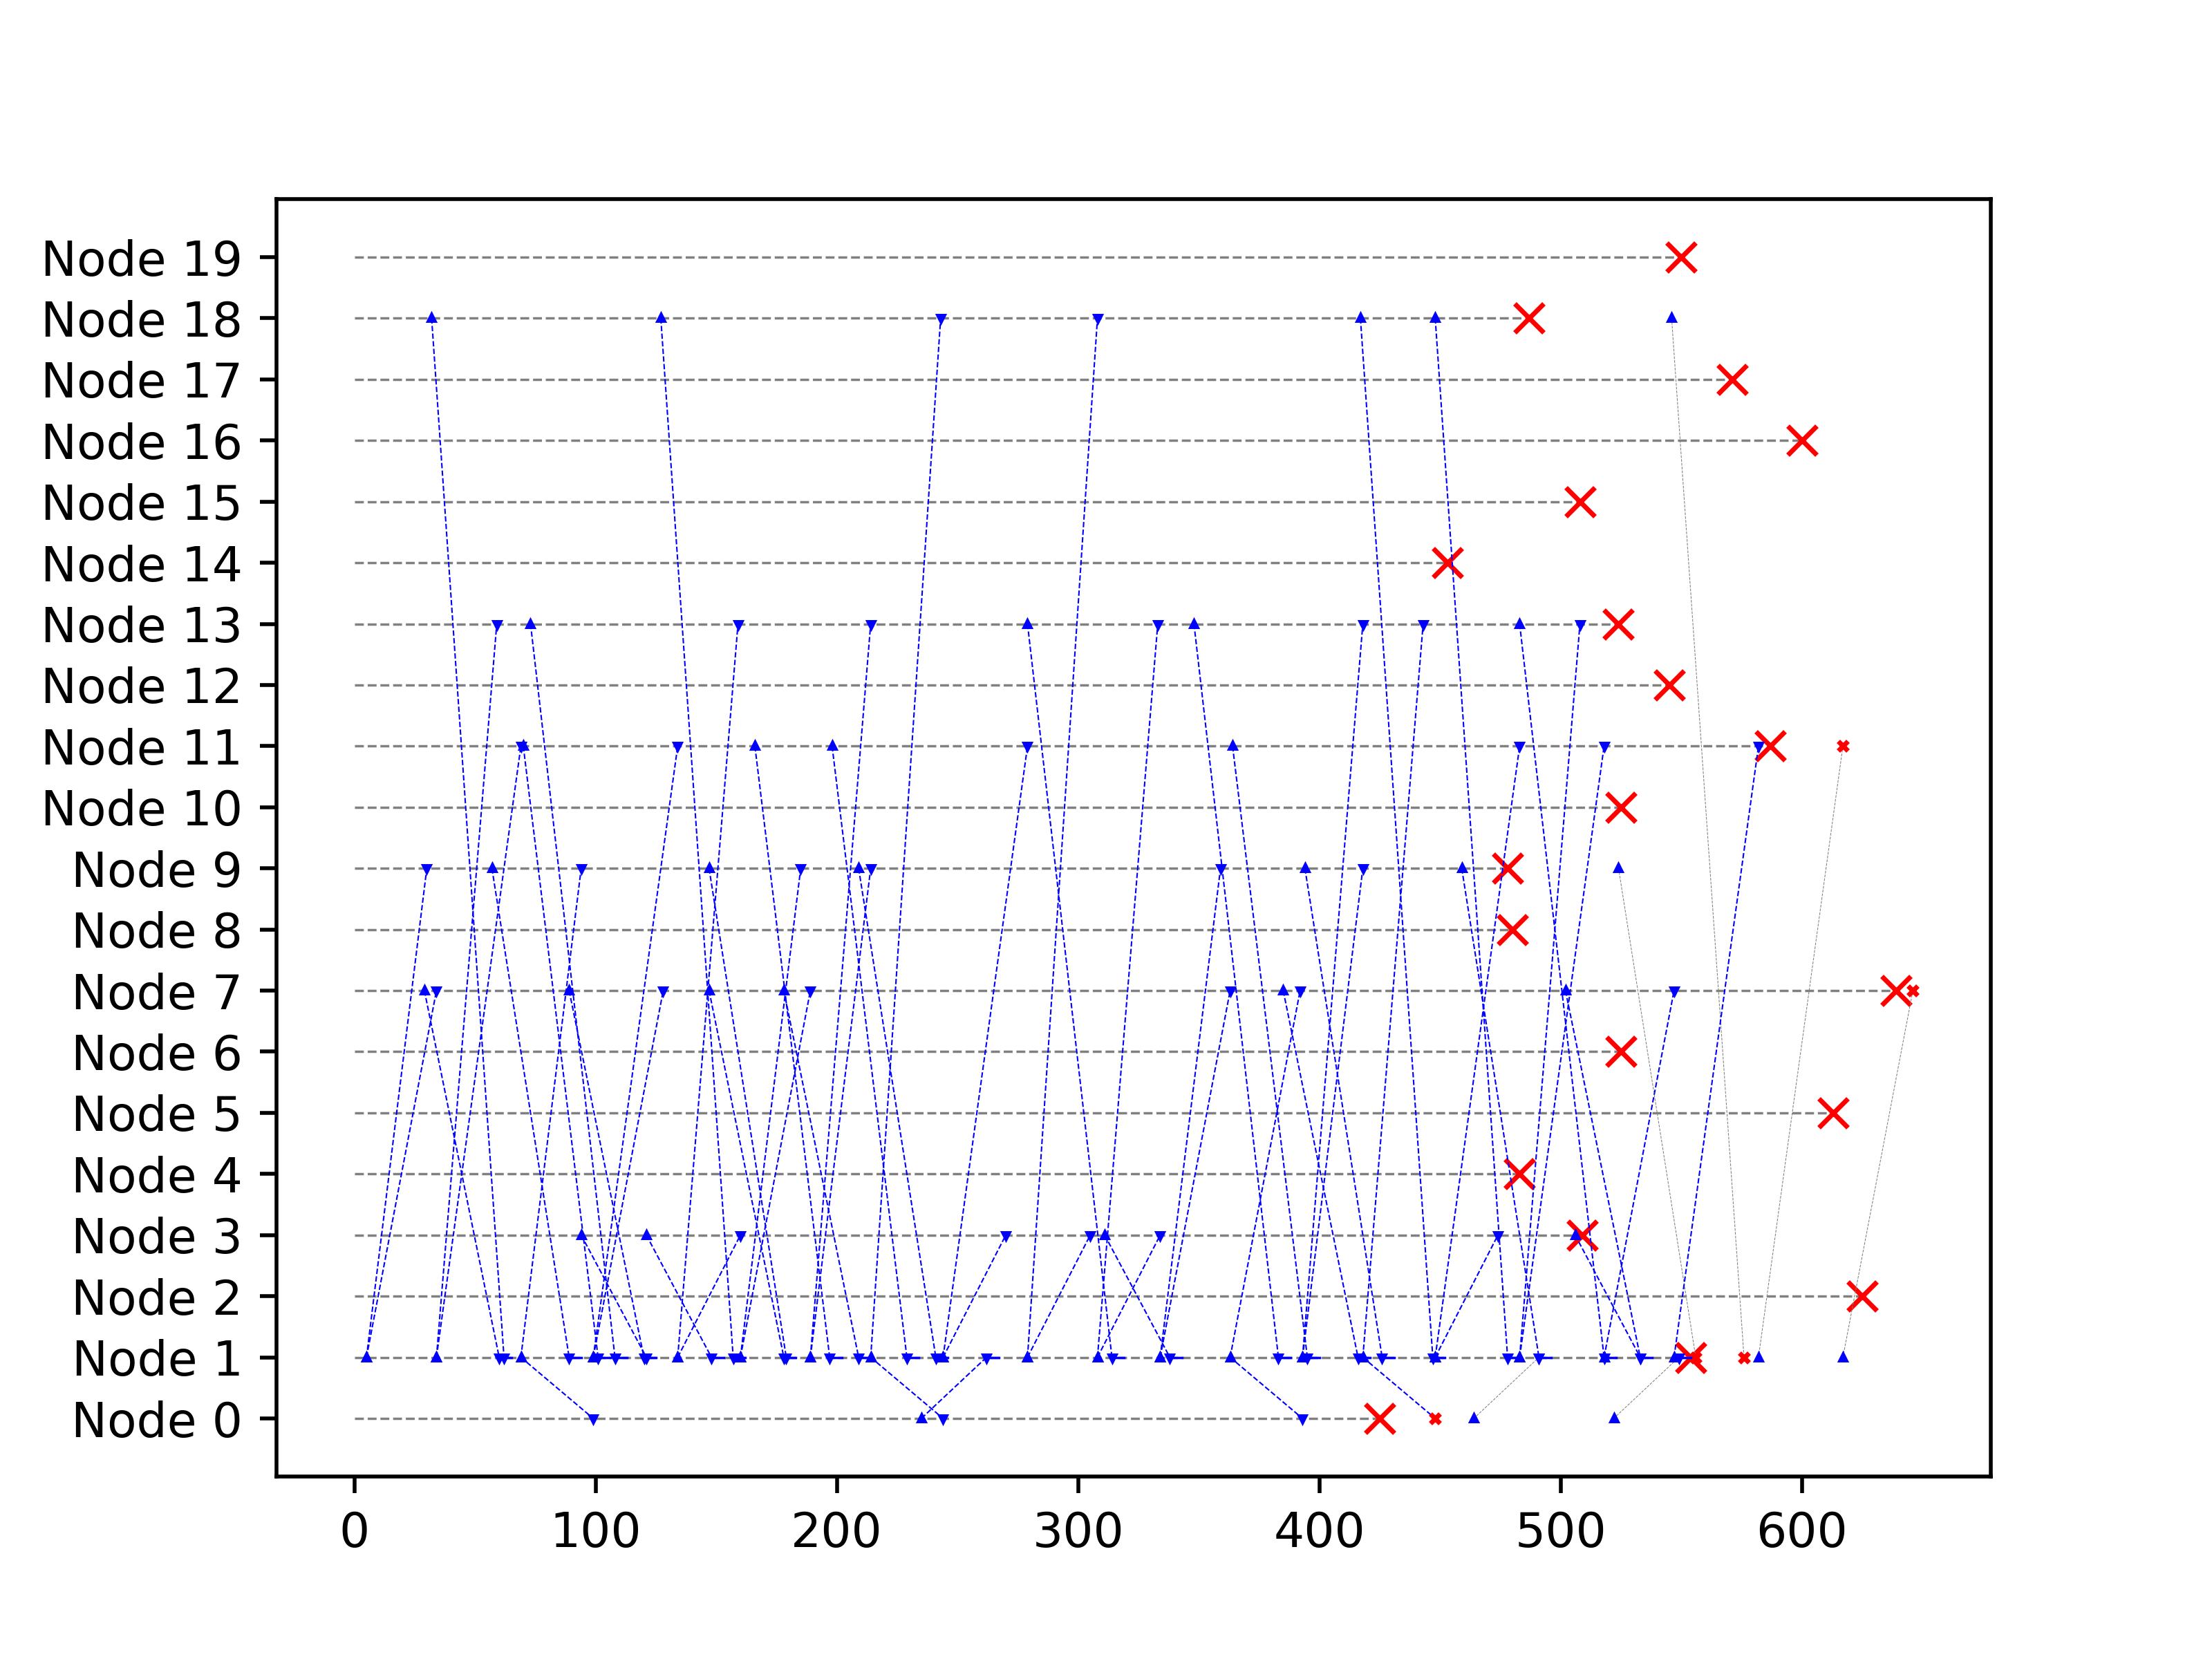 Node 19
Node 18
Node 17
Node 16
Node 15
Node 14
Node 13
Node 12
Node 11
Node 10
Node 9
Node 8
Node 7
Node 6
Node 5
Node 4
Node 3
Node 2
Node 1
Node 0
0 100 200 300 400 500 600